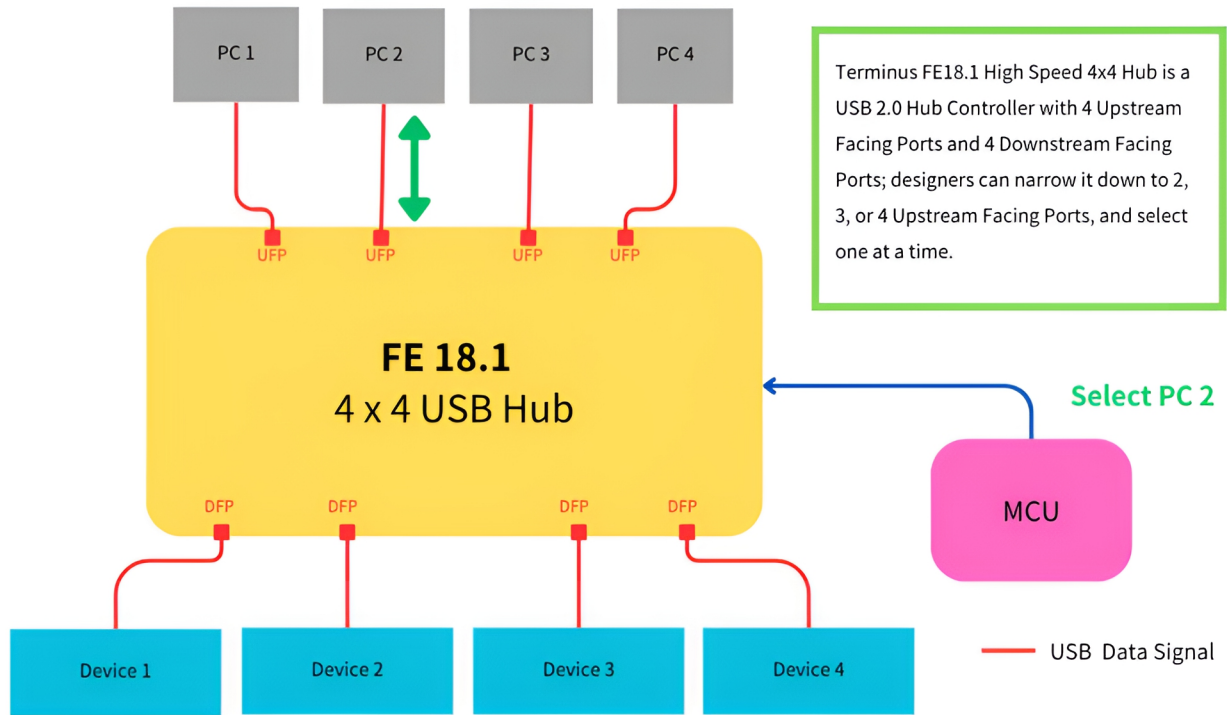 PC 1
PC 2
PC 3
PC 4
Terminus FE18.1 High Speed 4x4 Hub is a
USB 2.0 Hub Controller with 4 Upstream
Facing Ports and 4 Downstream Facing
Ports; designers can narrow it down to 2,
3, or 4 Upstream Facing Ports, and select
one at a time.
UFP
UFP
UFP
UFP
FE 18.1
4 x 4 USB Hub
Select PC 2
MCU
DFP
DFP
DFP
DFP
Device 1
Device 2
Device 3
Device 4
USB Data Signal